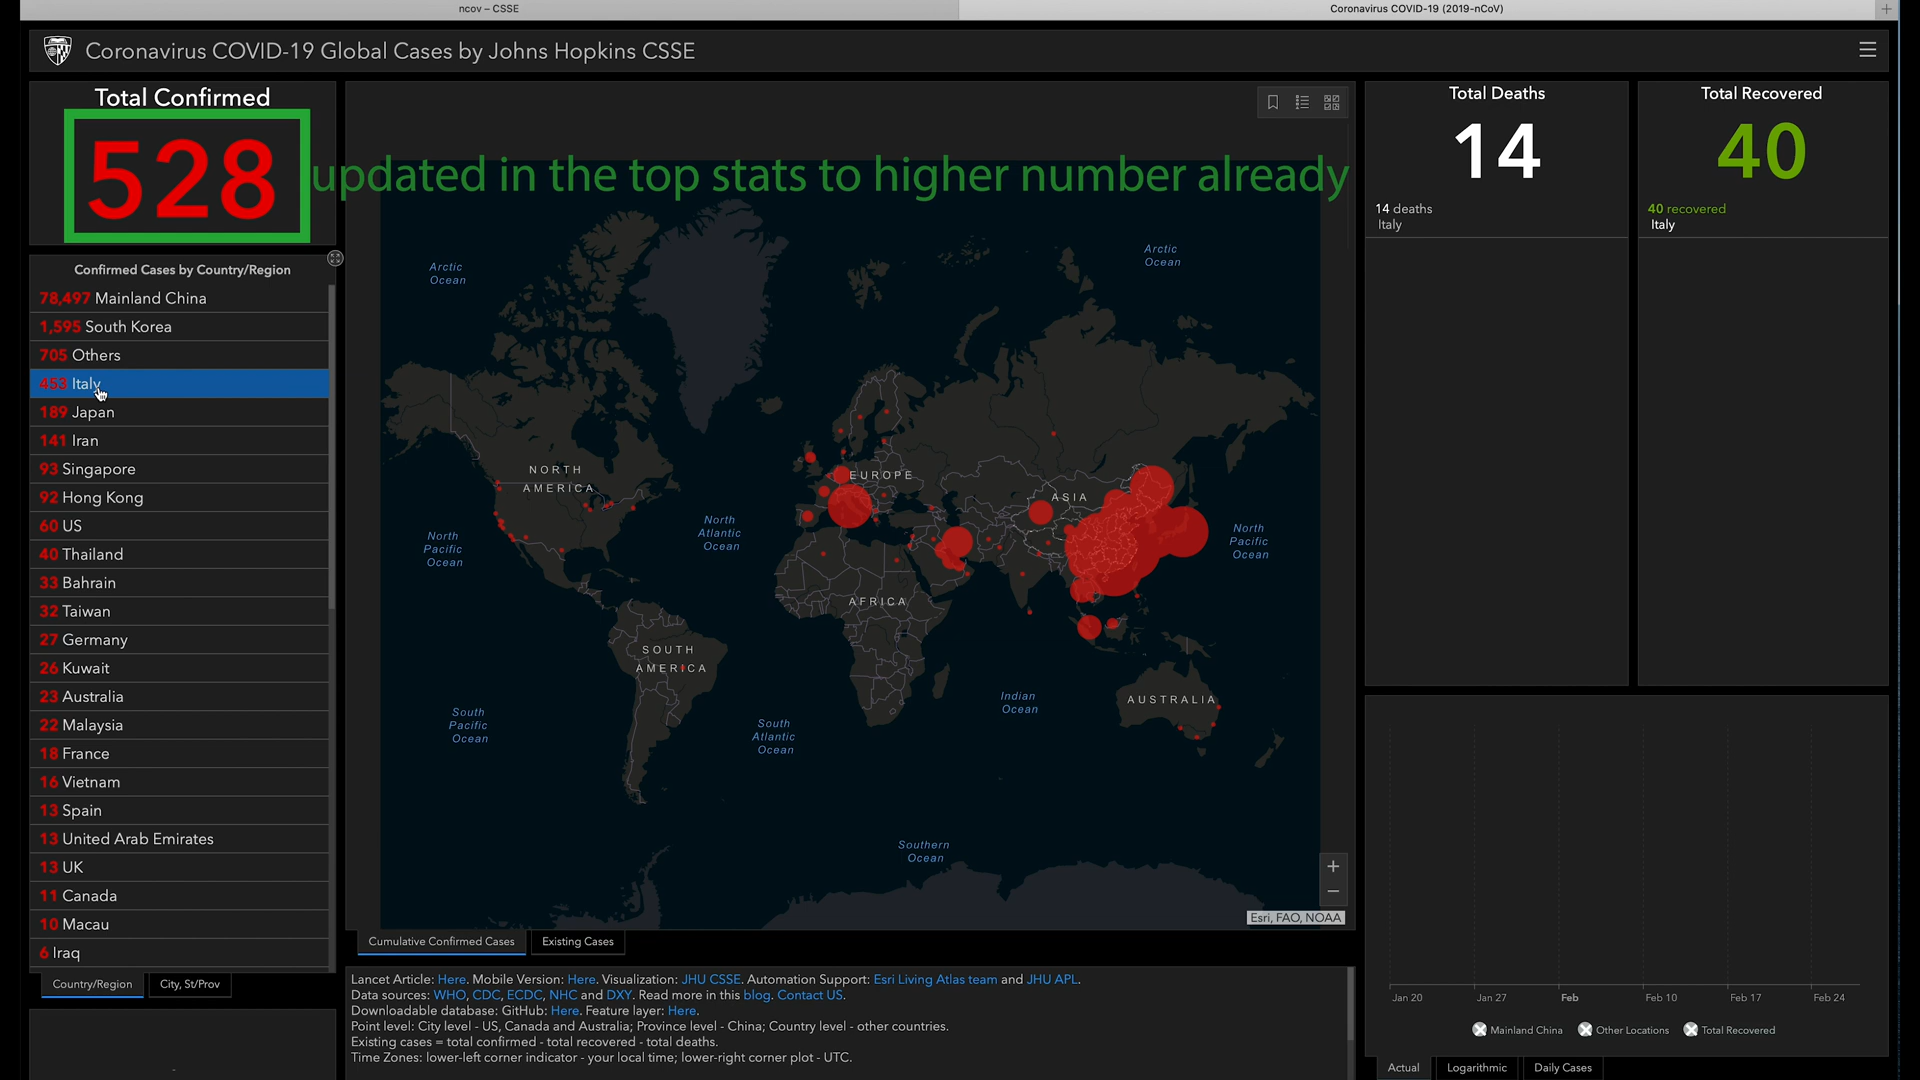 ncov – CSSE
Coronavirus COVID-19 (2019-nCoV)
Coronavirus COVID-19 Global Cases by Johns Hopkins CSSE
Total Confirmed
528
updated in the top stats to higher number already
Confirmed Cases by Country/Region
78,497 Mainland China
1,595 South Korea
705 Others
453 Italy
189 Japan
141 Iran
93 Singapore
92 Hong Kong
60 US
40 Thailand
33 Bahrain
32 Taiwan
27 Germany
26 Kuwait
23 Australia
22 Malaysia
18 France
16 Vietnam
13 Spain
13 United Arab Emirates
13 UK
11 Canada
10 Macau
6 Iraq
Country/Region
City, St/Prov
Arctic
Ocean
Arctic
Ocean
NORTH
AMERICA
EUROPE
ASIA
North
Pacific
Ocean
North
Atlantic
Ocean
North
Pacific
Ocean
AFRICA
SOUTH
AMERICA
Indian
Ocean
AUSTRALIA
South
Pacific
Ocean
South
Atlantic
Ocean
Southern
Ocean
Esri, FAO, NOAA
Cumulative Confirmed Cases
Existing Cases
Lancet Article: Here. Mobile Version: Here. Visualization: JHU CSSE. Automation Support: Esri Living Atlas team and JHU APL.
Data sources: WHO, CDC, ECDC, NHC and DXY. Read more in this blog. Contact US.
Downloadable database: GitHub: Here. Feature layer: Here.
Point level: City level - US, Canada and Australia; Province level - China; Country level - other countries.
Existing cases = total confirmed - total recovered - total deaths.
Time Zones: lower-left corner indicator - your local time; lower-right corner plot - UTC.
Total Deaths
14
14 deaths
Italy
Total Recovered
40
40 recovered
Italy
Jan 20
Jan 27
Feb
Feb 10
Feb 17
Feb 24
Mainland China
Other Locations
Total Recovered
Actual
Logarithmic
Daily Cases